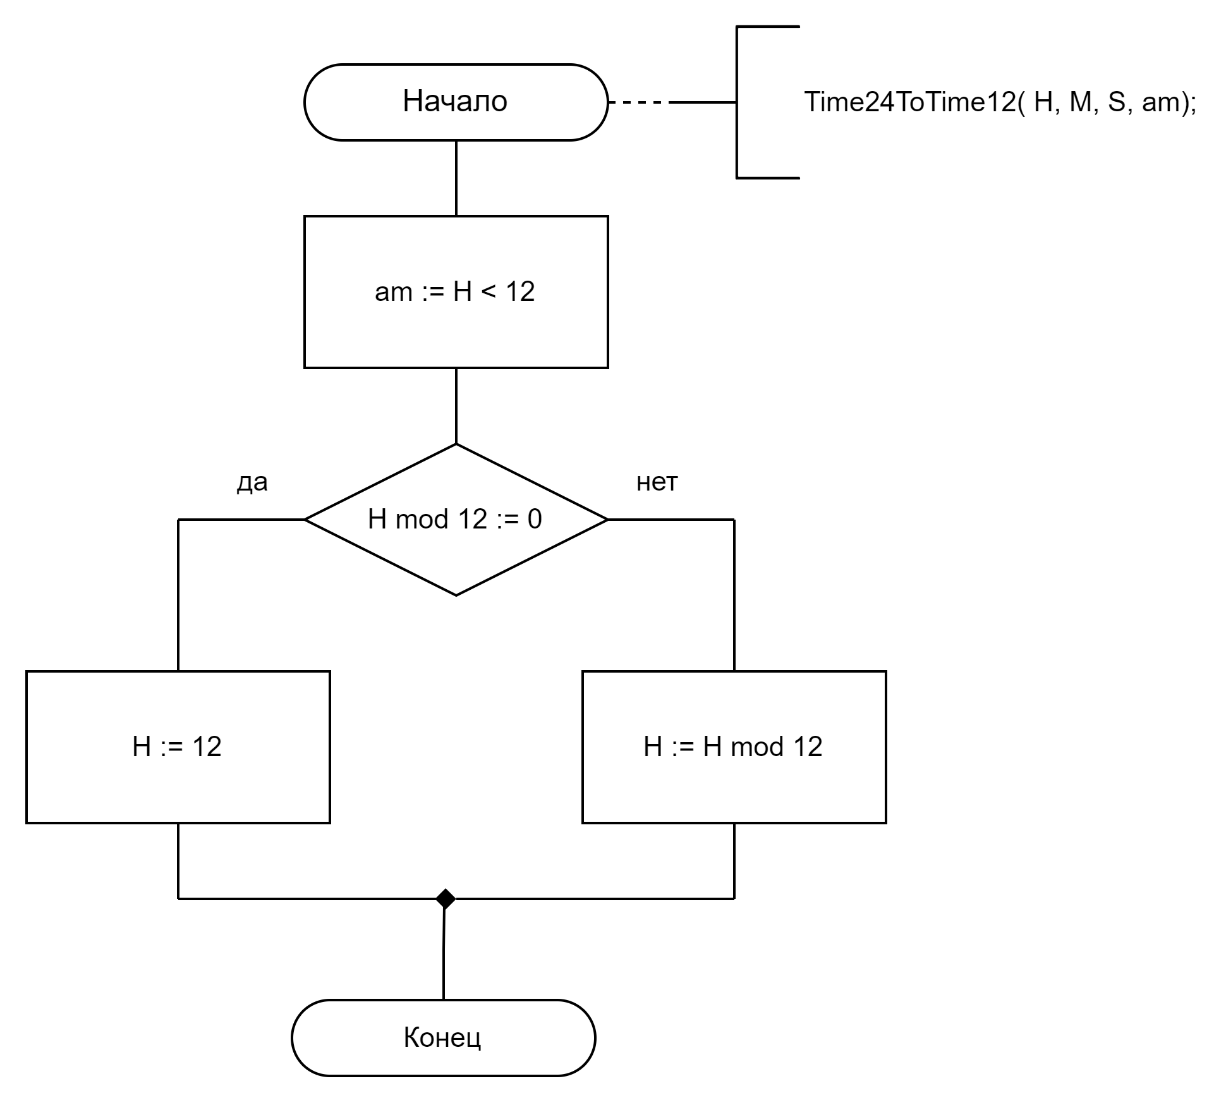 Начало
Time24ToTime12( H, M, S, am);
am := H < 12
да
нет
H mod 12 := 0
H := 12
H := H mod 12
Конец